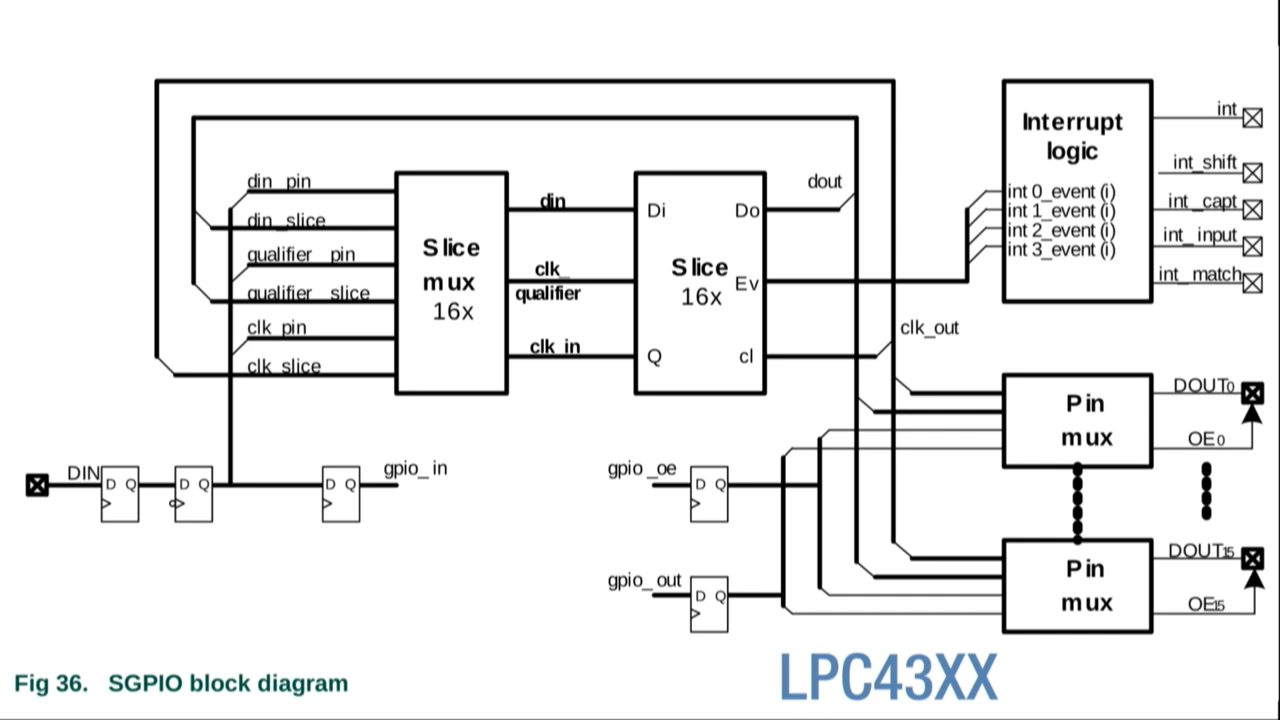 din_pin
din_slice
qualifier_pin
qualifier_slice
clk_pin
clk_slice
Slice
mux
16x
din
clk_
qualifier
clk_in
Di
Do
Slice
16x
Ev
Q
cl
dout
clk_out
Interrupt
logic
int 0_event (i)
int 1_event (i)
int 2_event (i)
int 3_event (i)
int
int_shift
int_capt
int_input
int_match
Pin
mux
DOUT0
OE0
DIN
D Q
D Q
D Q
gpio_in
gpio_oe
D Q
gpio_out
D Q
Pin
mux
DOUT15
OE15
Fig 36. SGPIO block diagram
LPC43XX